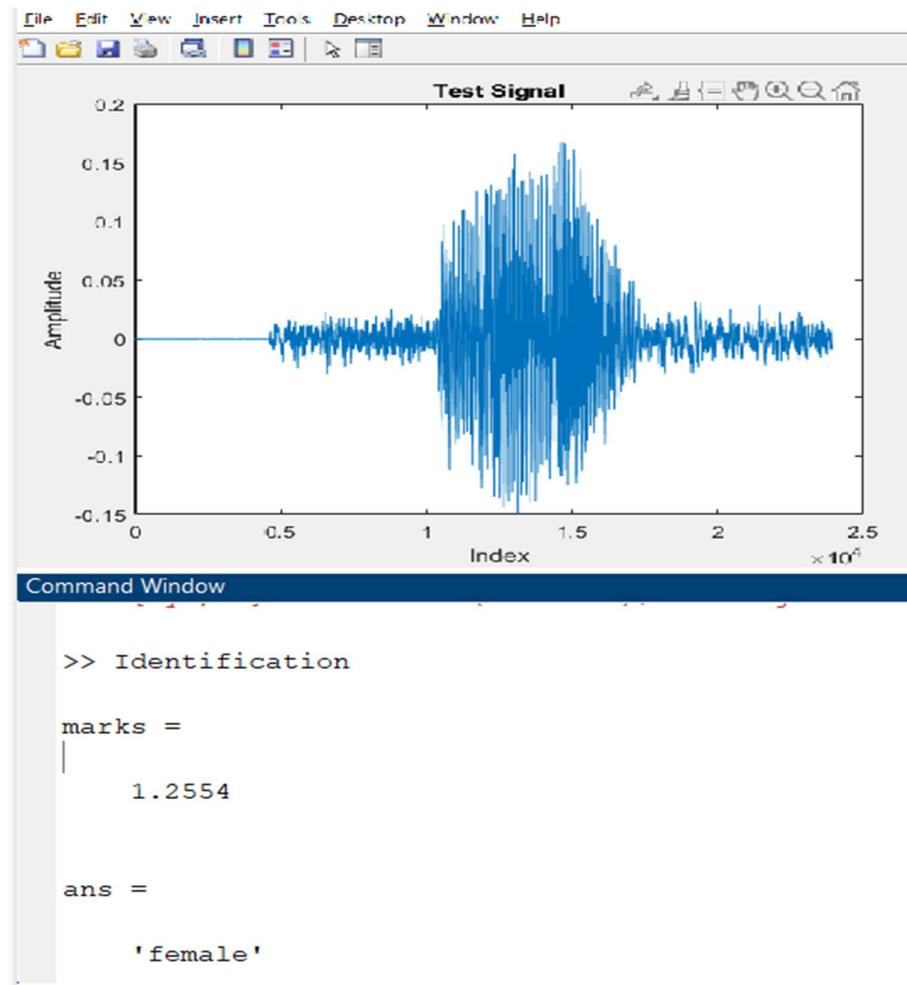 File Edit View Insert Tools Desktop Window Help
Test Signal
0.2
0.15
0.1
0.05
0
-0.05
-0.1
-0.15
Amplitude
0 0.5 1 1.5 2 2.5
Index
×10⁴
Command Window
>> Identification
marks =
1.2554
ans =
'female'